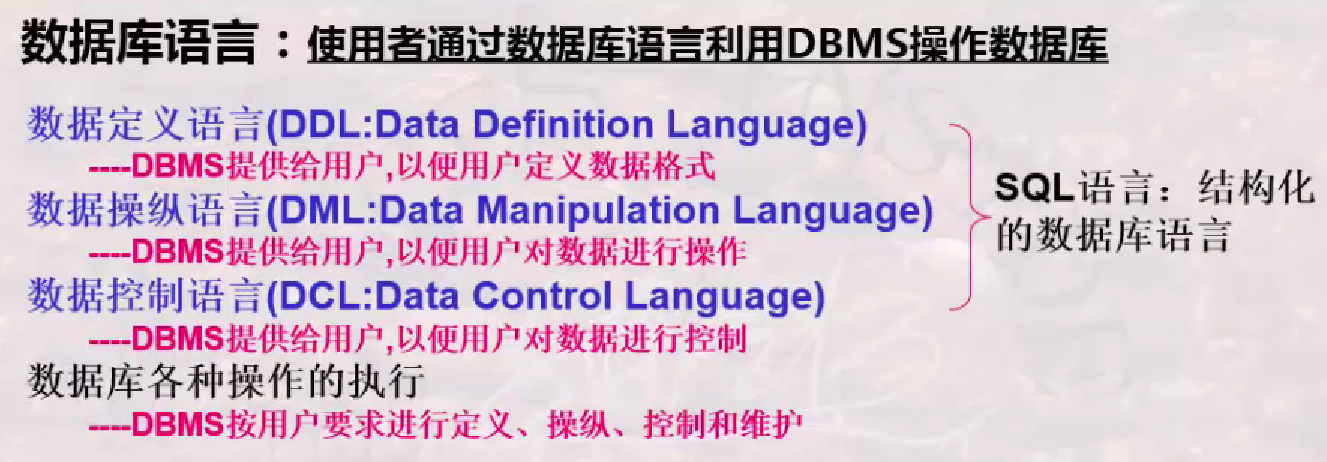 数据库语言：使用者通过数据库语言利用DBMS操作数据库
数据定义语言(DDL:Data Definition Language)
----DBMS提供给用户,以便用户定义数据格式
数据操纵语言(DML:Data Manipulation Language)
----DBMS提供给用户,以便用户对数据进行操作
数据控制语言(DCL:Data Control Language)
----DBMS提供给用户,以便用户对数据进行控制
数据库各种操作的执行
----DBMS按用户要求进行定义、操纵、控制和维护
SQL语言：结构化
的数据库语言